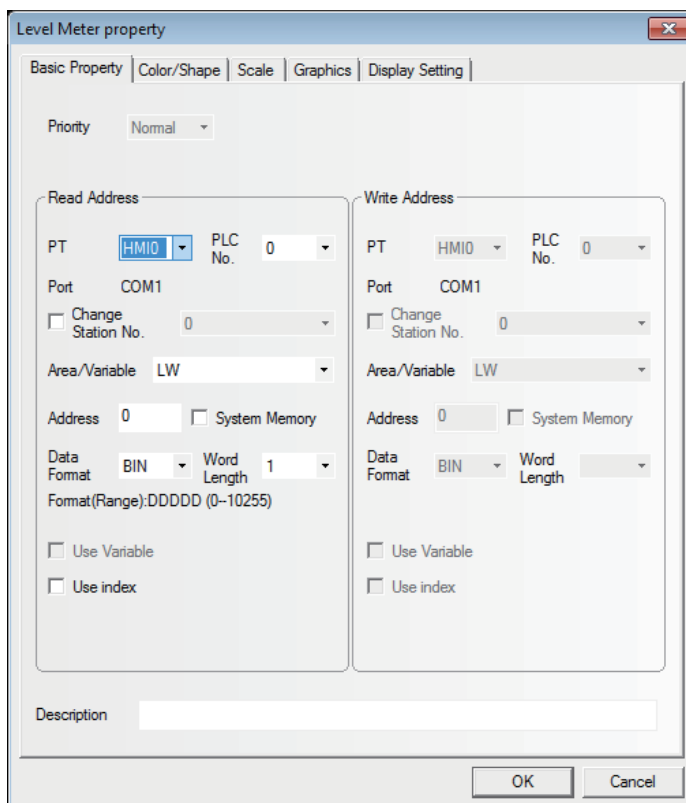 Level Meter property
Basic Property Color/Shape Scale Graphics Display Setting
Priority Normal
Read Address
PT HMI0 PLC No. 0
Port COM1
Change Station No. 0
Area/Variable LW
Address 0 System Memory
Data Format BIN Word Length 1
Format(Range):DDDDD (0--10255)
Use Variable
Use index
Write Address
PT HMI0 PLC No. 0
Port COM1
Change Station No. 0
Area/Variable LW
Address 0 System Memory
Data Format BIN Word Length
Use Variable
Use index
Description
OK Cancel